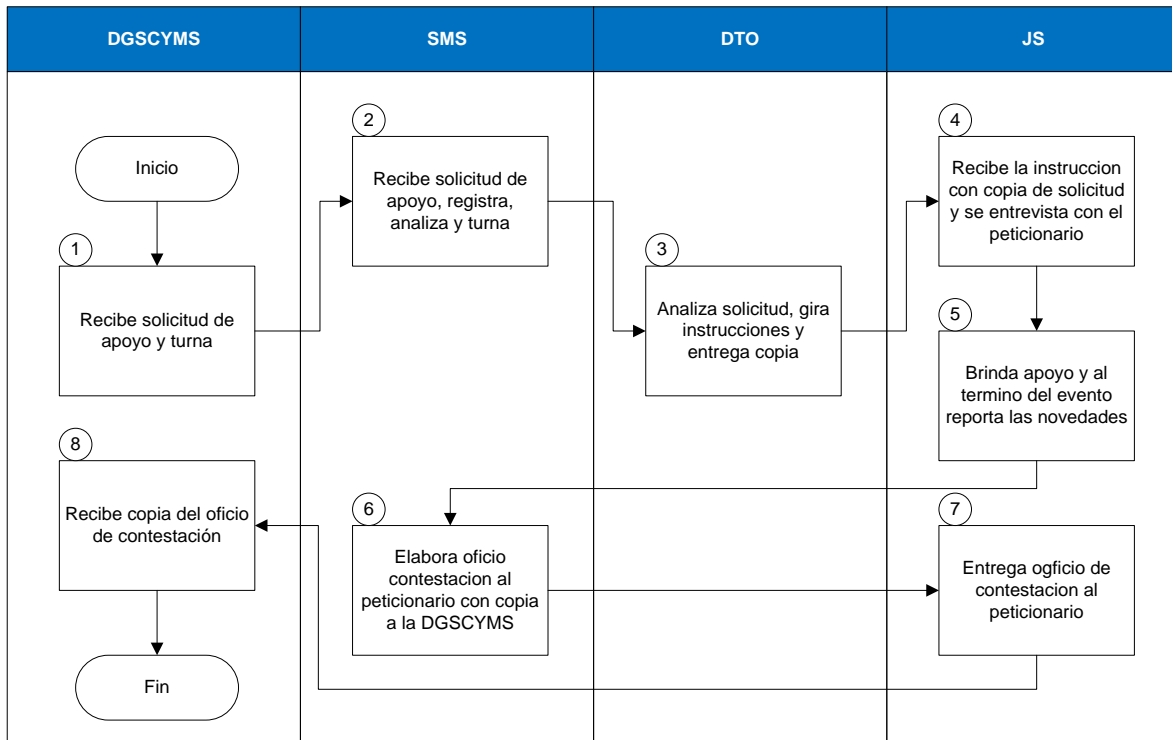 DGSCYMS
SMS
DTO
JS
Inicio
1
Recibe solicitud de
apoyo y turna
2
Recibe solicitud de
apoyo, registra,
analiza y turna
3
Analiza solicitud, gira
instrucciones y
entrega copia
4
Recibe la instruccion
con copia de solicitud
y se entrevista con el
peticionario
5
Brinda apoyo y al
termino del evento
reporta las novedades
6
Elabora oficio
contestacion al
peticionario con copia
a la DGSCYMS
7
Entrega ogficio de
contestacion al
peticionario
8
Recibe copia del oficio
de contestación
Fin